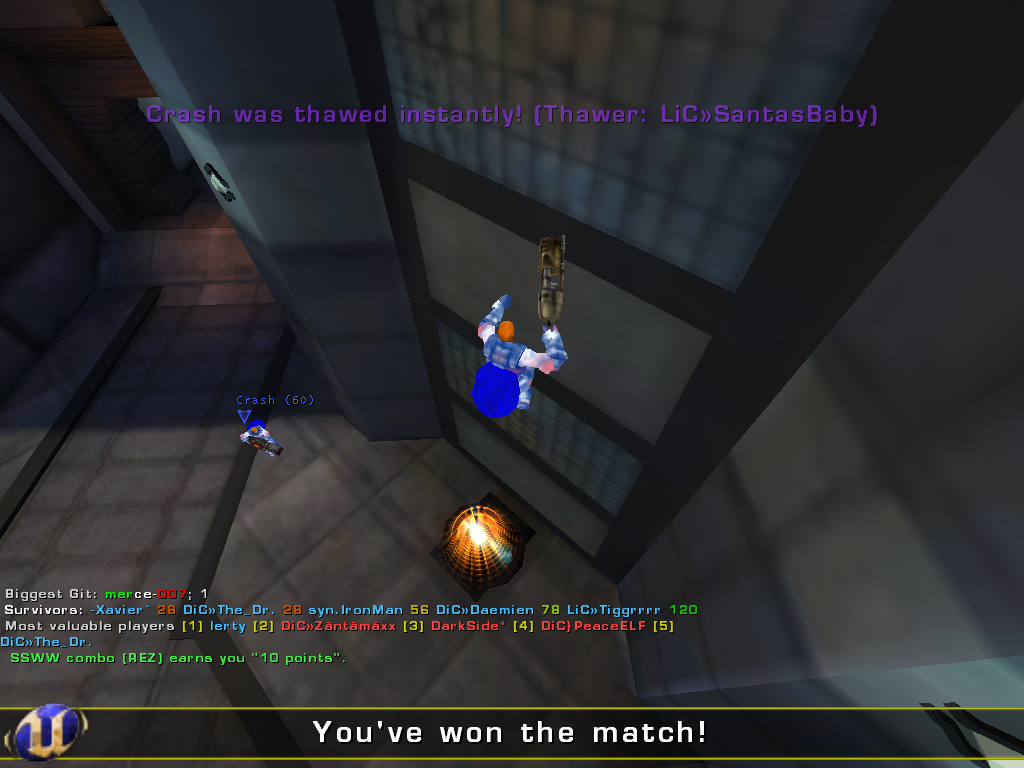 Crash was thawed instantly! (Thawer: LiC»SantasBaby)
Crash (60)
Biggest Git: merce-007; 1
Survivors: -Xavier` 28 DiC»The_Dr. 28 syn.IronMan 56 DiC»Daemien 78 LiC»Tiggrrrr 120
Most valuable players [1] lerty [2] DiC»Zântâmáxx [3] DarkSide° [4] DiC}PeaceELF [5]
DiC»The_Dr.
SSWW combo (REZ) earns you "10 points".
You've won the match!